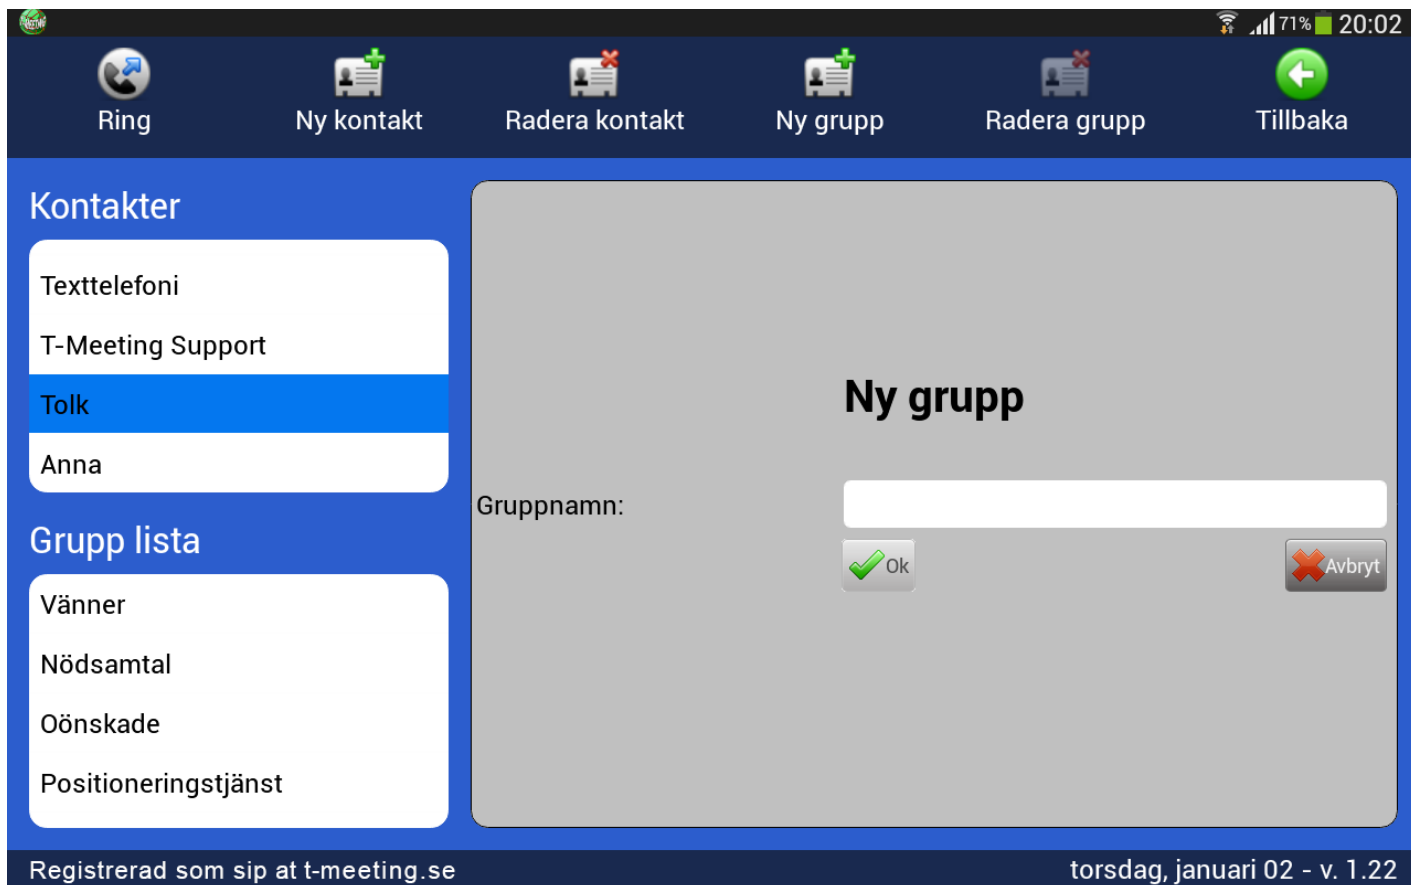 71% 20:02
Ring Ny kontakt Radera kontakt Ny grupp Radera grupp Tillbaka
Kontakter
Texttelefoni
T-Meeting Support
Tolk
Anna
Grupp lista
Vänner
Nödsamtal
Oönskade
Positioneringstjänst
Ny grupp
Gruppnamn:
Ok Avbryt
Registrerad som sip at t-meeting.se torsdag, januari 02 - v. 1.22